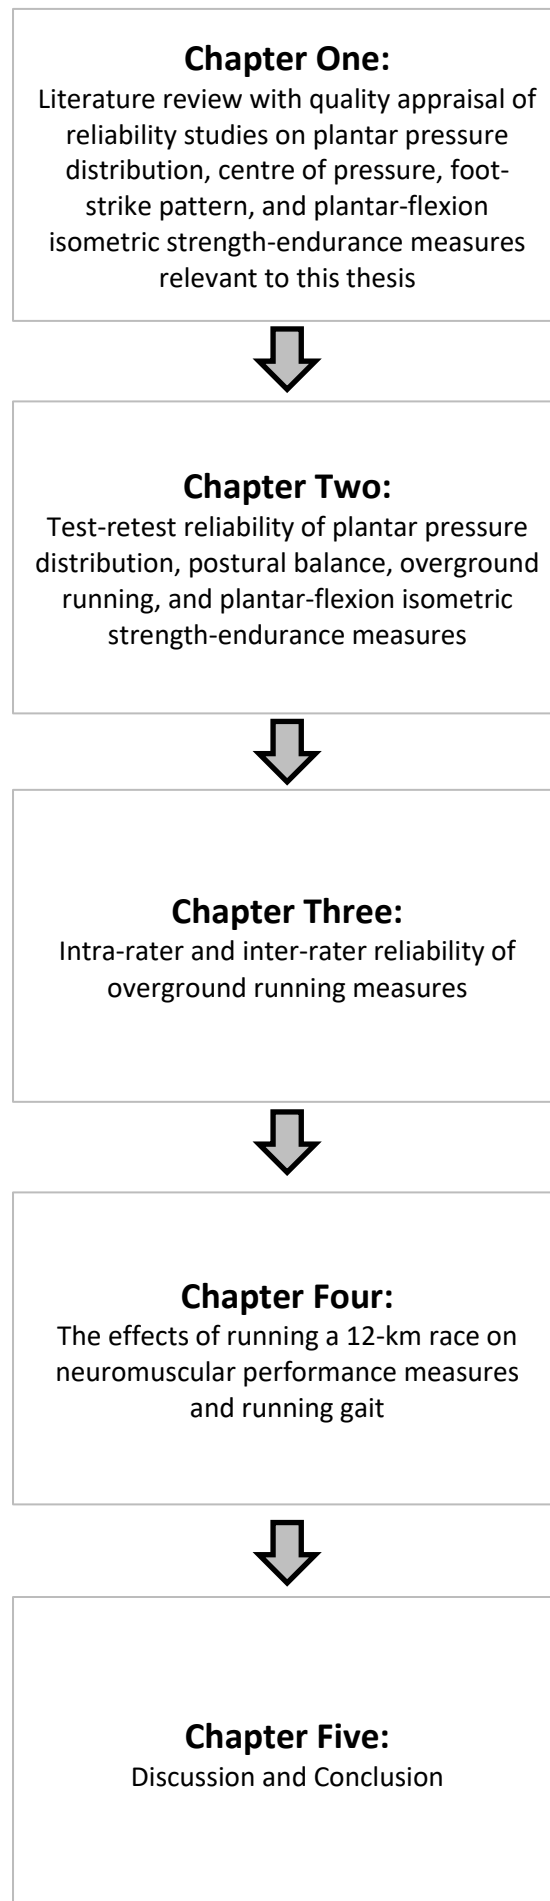 Chapter One:
Literature review with quality appraisal of
reliability studies on plantar pressure
distribution, centre of pressure, foot-
strike pattern, and plantar-flexion
isometric strength-endurance measures
relevant to this thesis
Chapter Two:
Test-retest reliability of plantar pressure
distribution, postural balance, overground
running, and plantar-flexion isometric
strength-endurance measures
Chapter Three:
Intra-rater and inter-rater reliability of
overground running measures
Chapter Four:
The effects of running a 12-km race on
neuromuscular performance measures
and running gait
Chapter Five:
Discussion and Conclusion